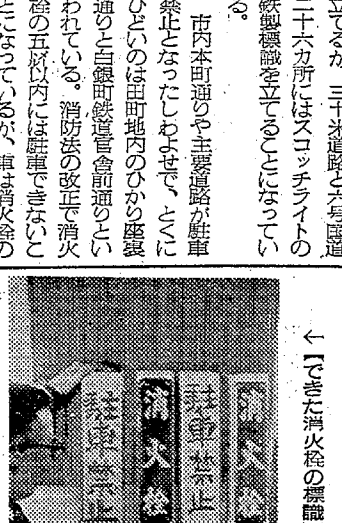 立てるが、三十米道路と六号国道
二十六カ所にはスコッチライトの
鉄製標識を立てることになってい
る。
市内本町通りや主要道路が駐車
禁止となったしわよせで、とくに
ひどいのは田町地内のひかり座裏
通りと白銀町鉄道官舎前通りとい
われている。消防法の改正で消火
栓の五㍍以内には駐車できないこ
とになっているが、車は消火栓の
←【できた消火栓の標識
消火栓
駐車禁止
消火栓
駐車禁止